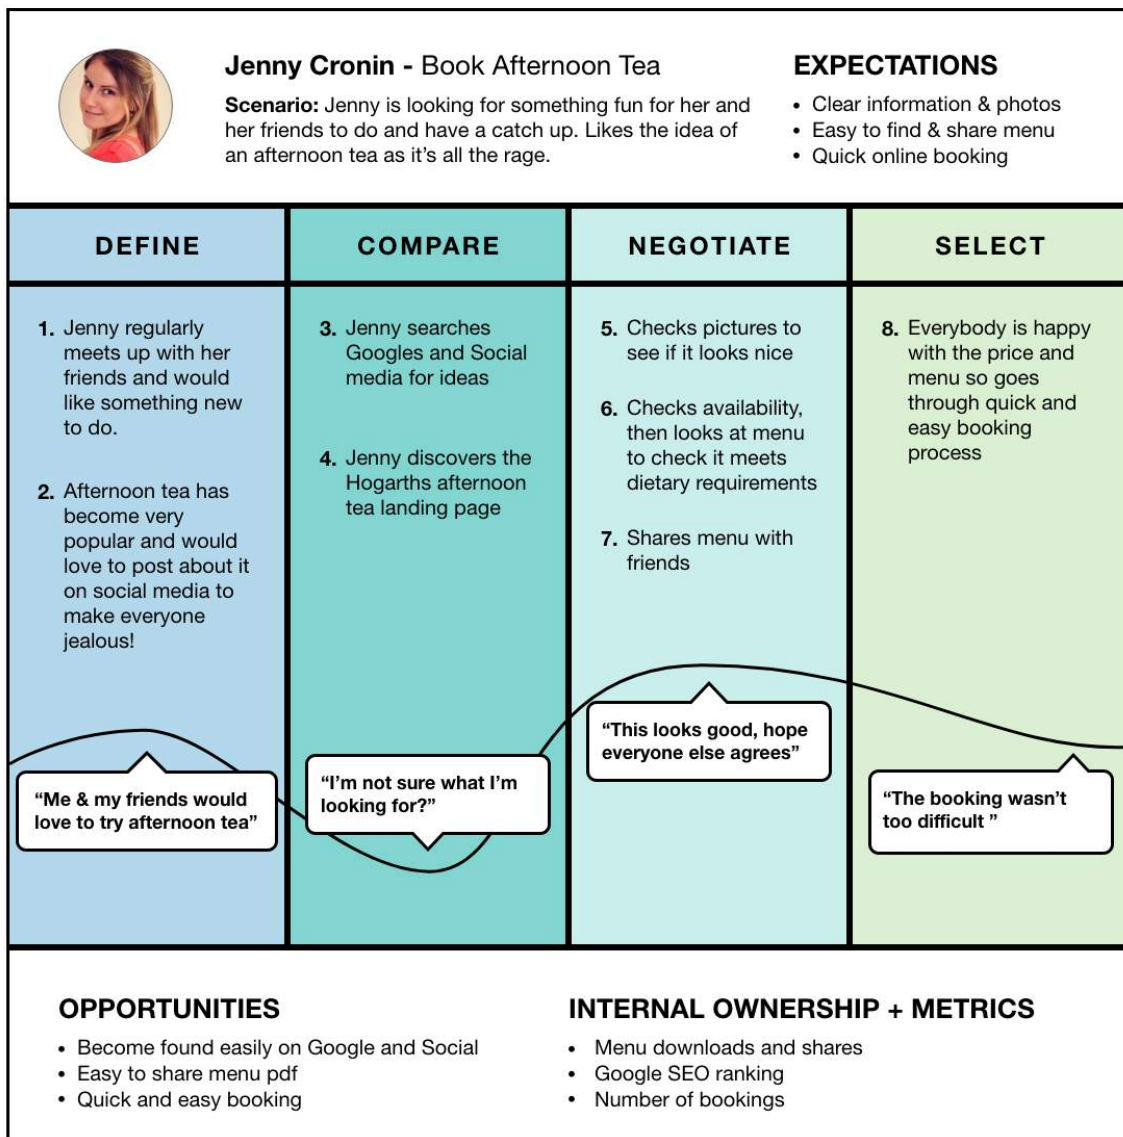 Jenny Cronin - Book Afternoon Tea
Scenario: Jenny is looking for something fun for her and
her friends to do and have a catch up. Likes the idea of
an afternoon tea as it's all the rage.
EXPECTATIONS
• Clear information & photos
• Easy to find & share menu
• Quick online booking
DEFINE
1. Jenny regularly
meets up with her
friends and would
like something new
to do.
2. Afternoon tea has
become very
popular and would
love to post about it
on social media to
make everyone
jealous!
“Me & my friends would
love to try afternoon tea”
COMPARE
3. Jenny searches
Googles and Social
media for ideas
4. Jenny discovers the
Hogarths afternoon
tea landing page
“I'm not sure what I'm
looking for?”
NEGOTIATE
5. Checks pictures to
see if it looks nice
6. Checks availability,
then looks at menu
to check it meets
dietary requirements
7. Shares menu with
friends
“This looks good, hope
everyone else agrees”
SELECT
8. Everybody is happy
with the price and
menu so goes
through quick and
easy booking
process
“The booking wasn't
too difficult ”
OPPORTUNITIES
• Become found easily on Google and Social
• Easy to share menu pdf
• Quick and easy booking
INTERNAL OWNERSHIP + METRICS
• Menu downloads and shares
• Google SEO ranking
• Number of bookings